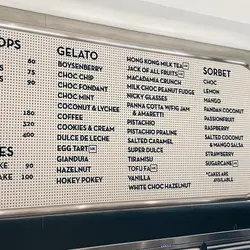 OPS
60
75
90
180
320
400
ES
AKE 90
AKE 100
GELATO
BOYSENBERRY
CHOC CHIP
CHOC FONDANT
CHOC MINT
COCONUT & LYCHEE
COFFEE
COOKIES & CREAM
DULCE DE LECHE
EGG TART
GIANDUIA
HAZELNUT
HOKEY POKEY
HONG KONG MILK TEA
JACK OF ALL FRUITS
MACADAMIA CRUNCH
MILK CHOC PEANUT FUDGE
NICKY GLASSES
PANNA COTTA W/FIG JAM
& AMARETTI
PISTACHIO
PISTACHIO PRALINE
SALTED CARAMEL
SUPER DULCE
TIRAMISU
TOFU FA
VANILLA
WHITE CHOC HAZELNUT
SORBET
CHOC
LEMON
MANGO
PANDAN COCONUT
PASSIONFRUIT
RASPBERRY
SALTED COCONUT
MANGO SALSA
STRAWBERRY
SUGARCANE
*CAKES ARE
AVAILABLE